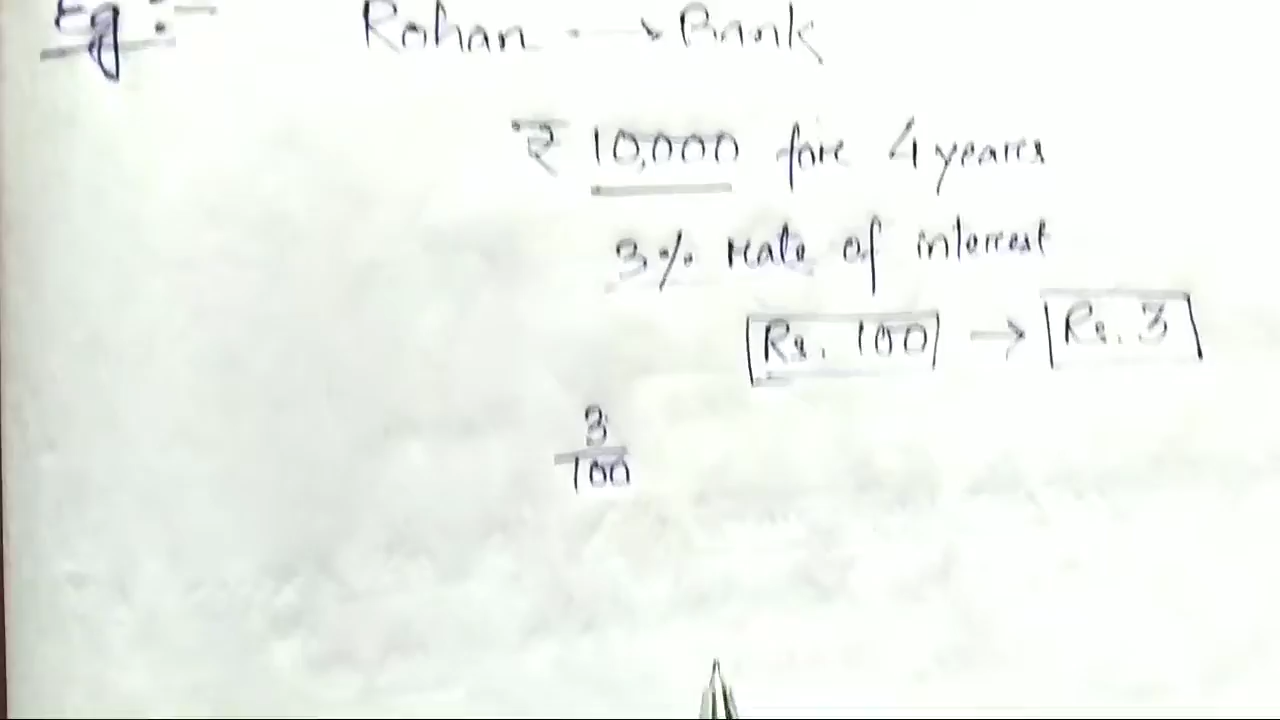 Eg :-
Rohan → Bank
₹ 10,000 for 4 years
3% rate of interest
Rs. 100 → Rs. 3
3
100